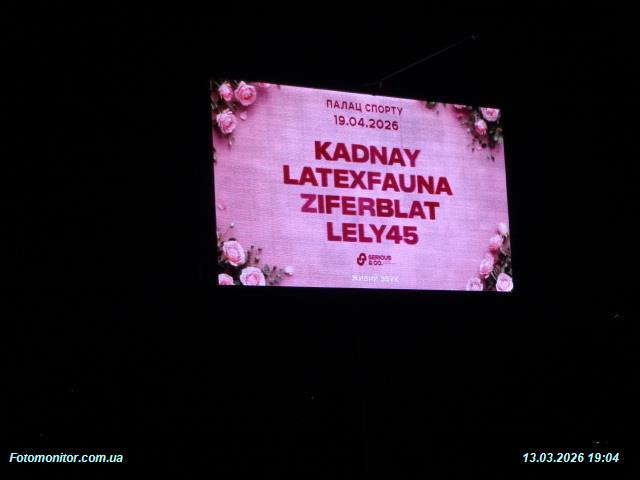 ПАЛАЦ СПОРТУ
19.04.2026
KADNAY
LATEXFAUNA
ZIFERBLAT
LELY45
SERIOUS
& CO.
ЖИВИЙ ЗВУК
Fotomonitor.com.ua
13.03.2026 19:04